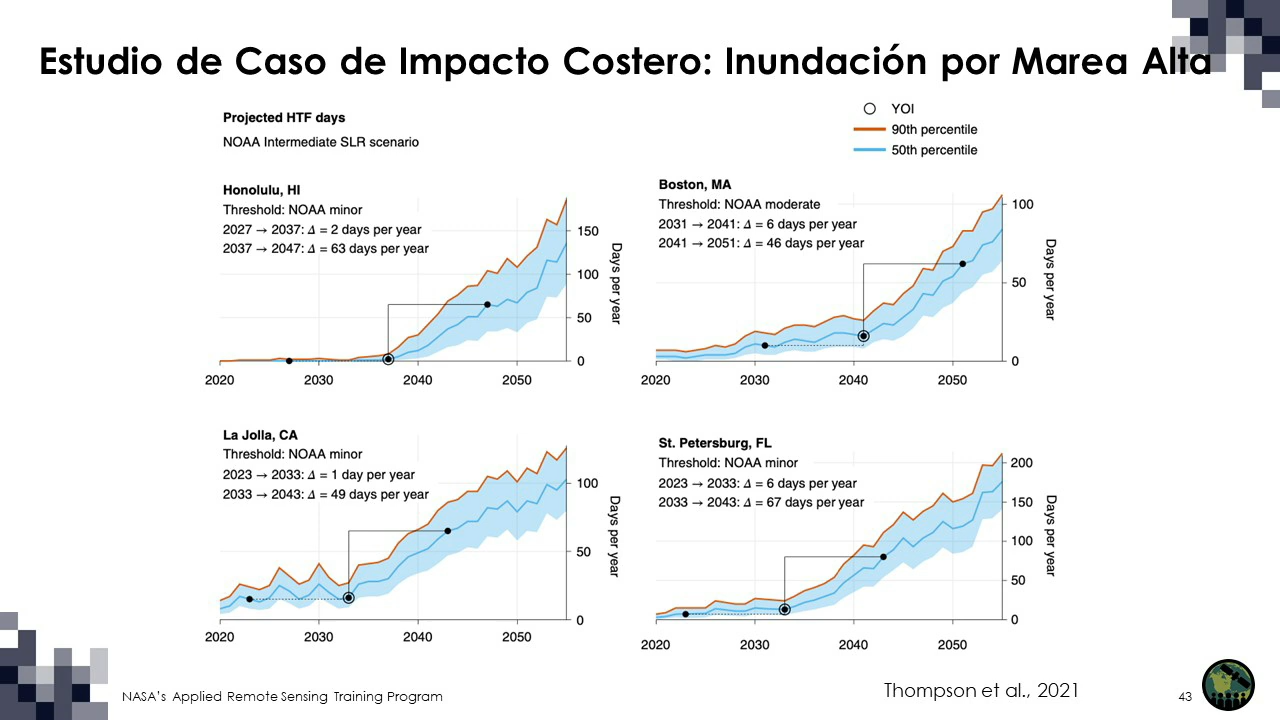 Estudio de Caso de Impacto Costero: Inundación por Marea Alta
Projected HTF days
NOAA Intermediate SLR scenario
YOI
90th percentile
50th percentile
Honolulu, HI
Threshold: NOAA minor
2027 → 2037: Δ = 2 days per year
2037 → 2047: Δ = 63 days per year
150
100
50
0
Days per year
2020
2030
2040
2050
Boston, MA
Threshold: NOAA moderate
2031 → 2041: Δ = 6 days per year
2041 → 2051: Δ = 46 days per year
100
50
0
Days per year
2020
2030
2040
2050
La Jolla, CA
Threshold: NOAA minor
2023 → 2033: Δ = 1 day per year
2033 → 2043: Δ = 49 days per year
100
50
0
Days per year
2020
2030
2040
2050
St. Petersburg, FL
Threshold: NOAA minor
2023 → 2033: Δ = 6 days per year
2033 → 2043: Δ = 67 days per year
200
150
100
50
0
Days per year
2020
2030
2040
2050
Thompson et al., 2021
NASA's Applied Remote Sensing Training Program
43